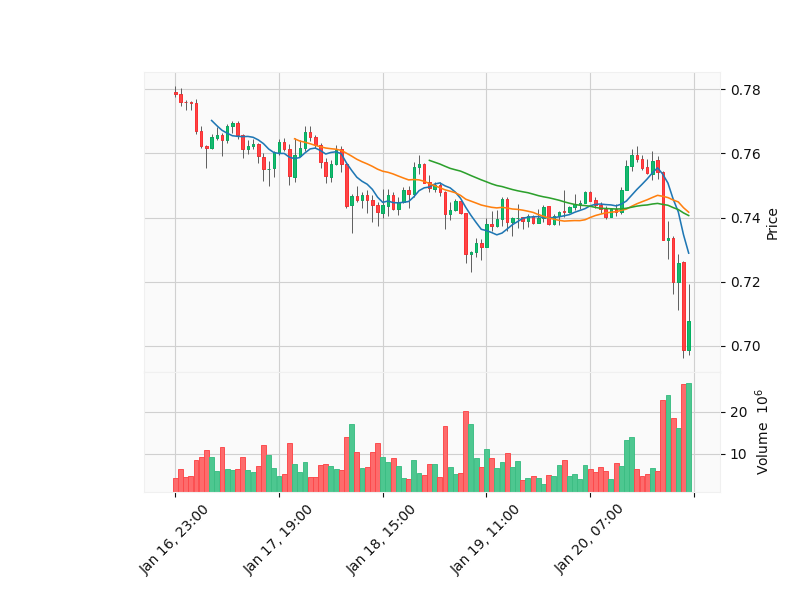 0.78
0.76
0.74
0.72
0.70
Price
20
10
Volume 10^6
Jan 16, 23:00
Jan 17, 19:00
Jan 18, 15:00
Jan 19, 11:00
Jan 20, 07:00